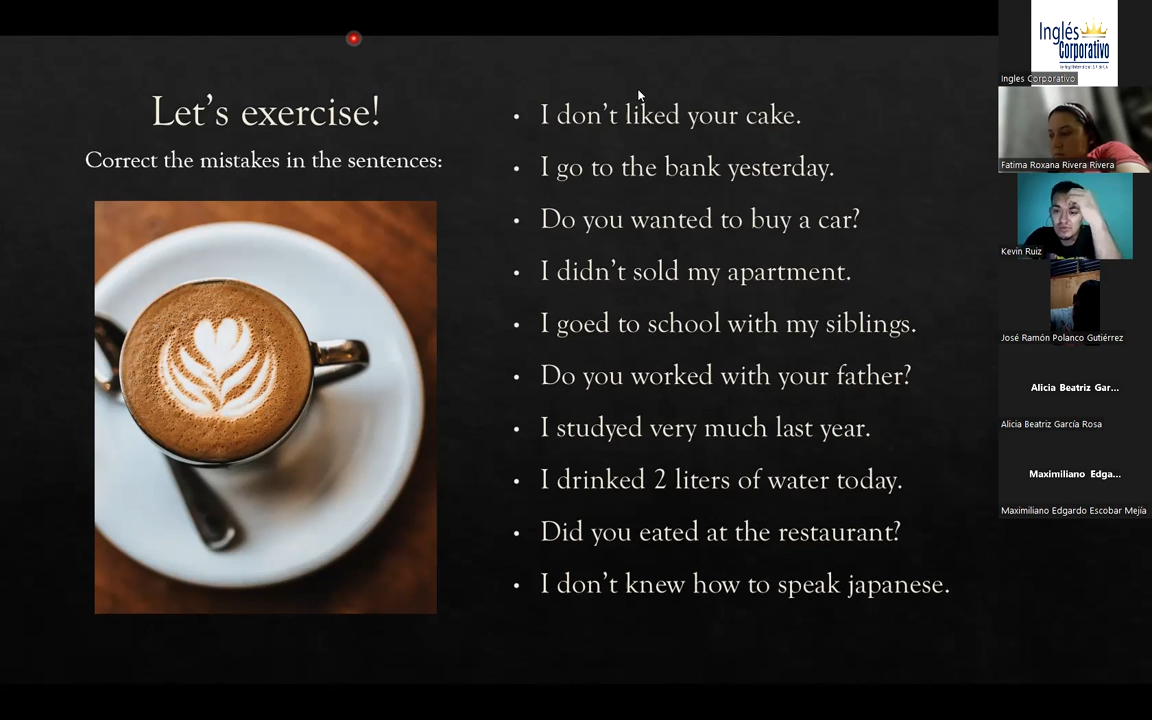 Let's exercise!
Correct the mistakes in the sentences:
• I don't liked your cake.
• I go to the bank yesterday.
• Do you wanted to buy a car?
• I didn't sold my apartment.
• I goed to school with my siblings.
• Do you worked with your father?
• I studyed very much last year.
• I drinked 2 liters of water today.
• Did you eated at the restaurant?
• I don't knew how to speak japanese.
Inglés
Corporativo
Ingles Corporativo
Fatima Roxana Rivera Rivera
Kevin Ruiz
José Ramón Polanco Gutiérrez
Alicia Beatriz Gar...
Alicia Beatriz García Rosa
Maximiliano Edga...
Maximiliano Edgardo Escobar Mejía